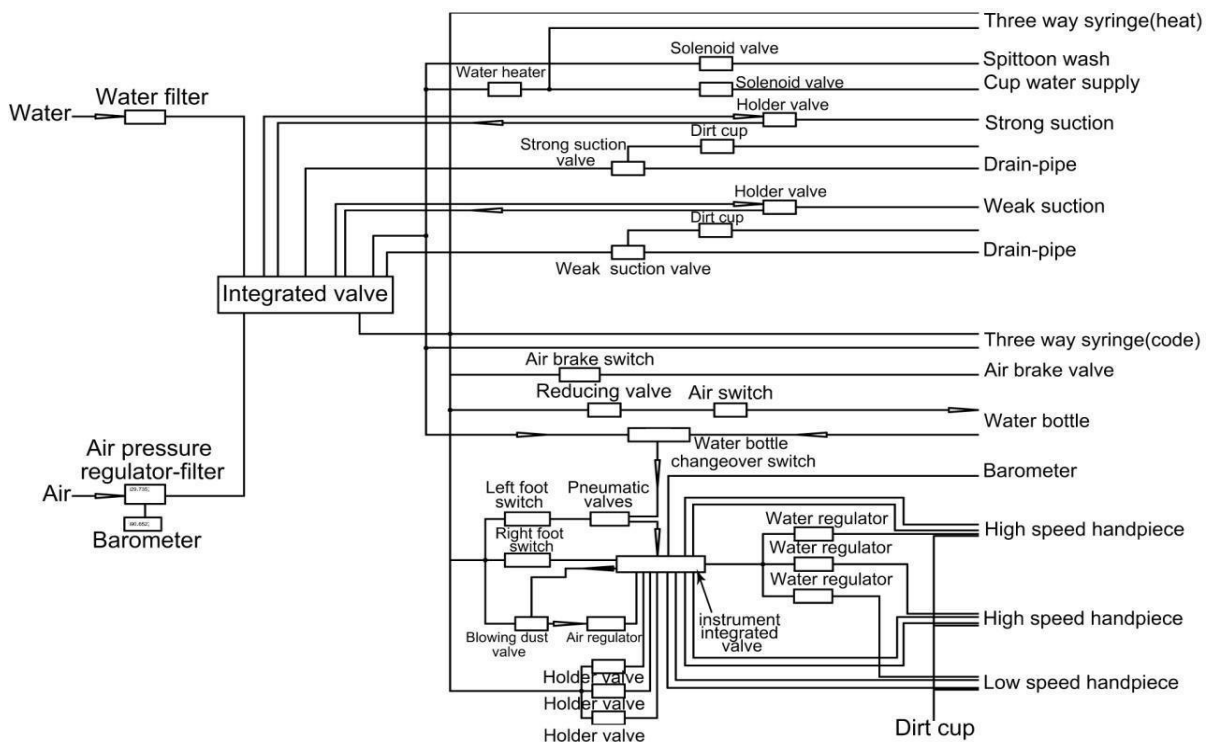 Three way syringe(heat)
Solenoid valve
Spittoon wash
Water heater
Solenoid valve
Cup water supply
Water filter
Water
Holder valve
Strong suction
Dirt cup
Strong suction
valve
Drain-pipe
Holder valve
Weak suction
Dirt cup
Drain-pipe
Weak suction valve
Integrated valve
Three way syringe(code)
Air brake switch
Air brake valve
Reducing valve
Air switch
Water bottle
Water bottle
changeover switch
Air pressure
regulator-filter
Air
Barometer
Barometer
Left foot
switch
Pneumatic
valves
Right foot
switch
Water regulator
Water regulator
Water regulator
High speed handpiece
instrument
integrated
valve
High speed handpiece
Blowing dust
valve
Air regulator
Holder valve
Holder valve
Holder valve
Low speed handpiece
Dirt cup